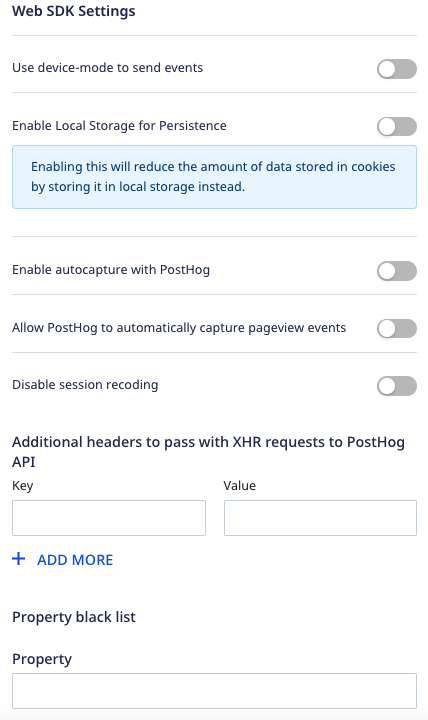 Web SDK Settings
Use device-mode to send events
Enable Local Storage for Persistence
Enabling this will reduce the amount of data stored in cookies
by storing it in local storage instead.
Enable autocapture with PostHog
Allow PostHog to automatically capture pageview events
Disable session recoding
Additional headers to pass with XHR requests to PostHog
API
Key Value
+ ADD MORE
Property black list
Property